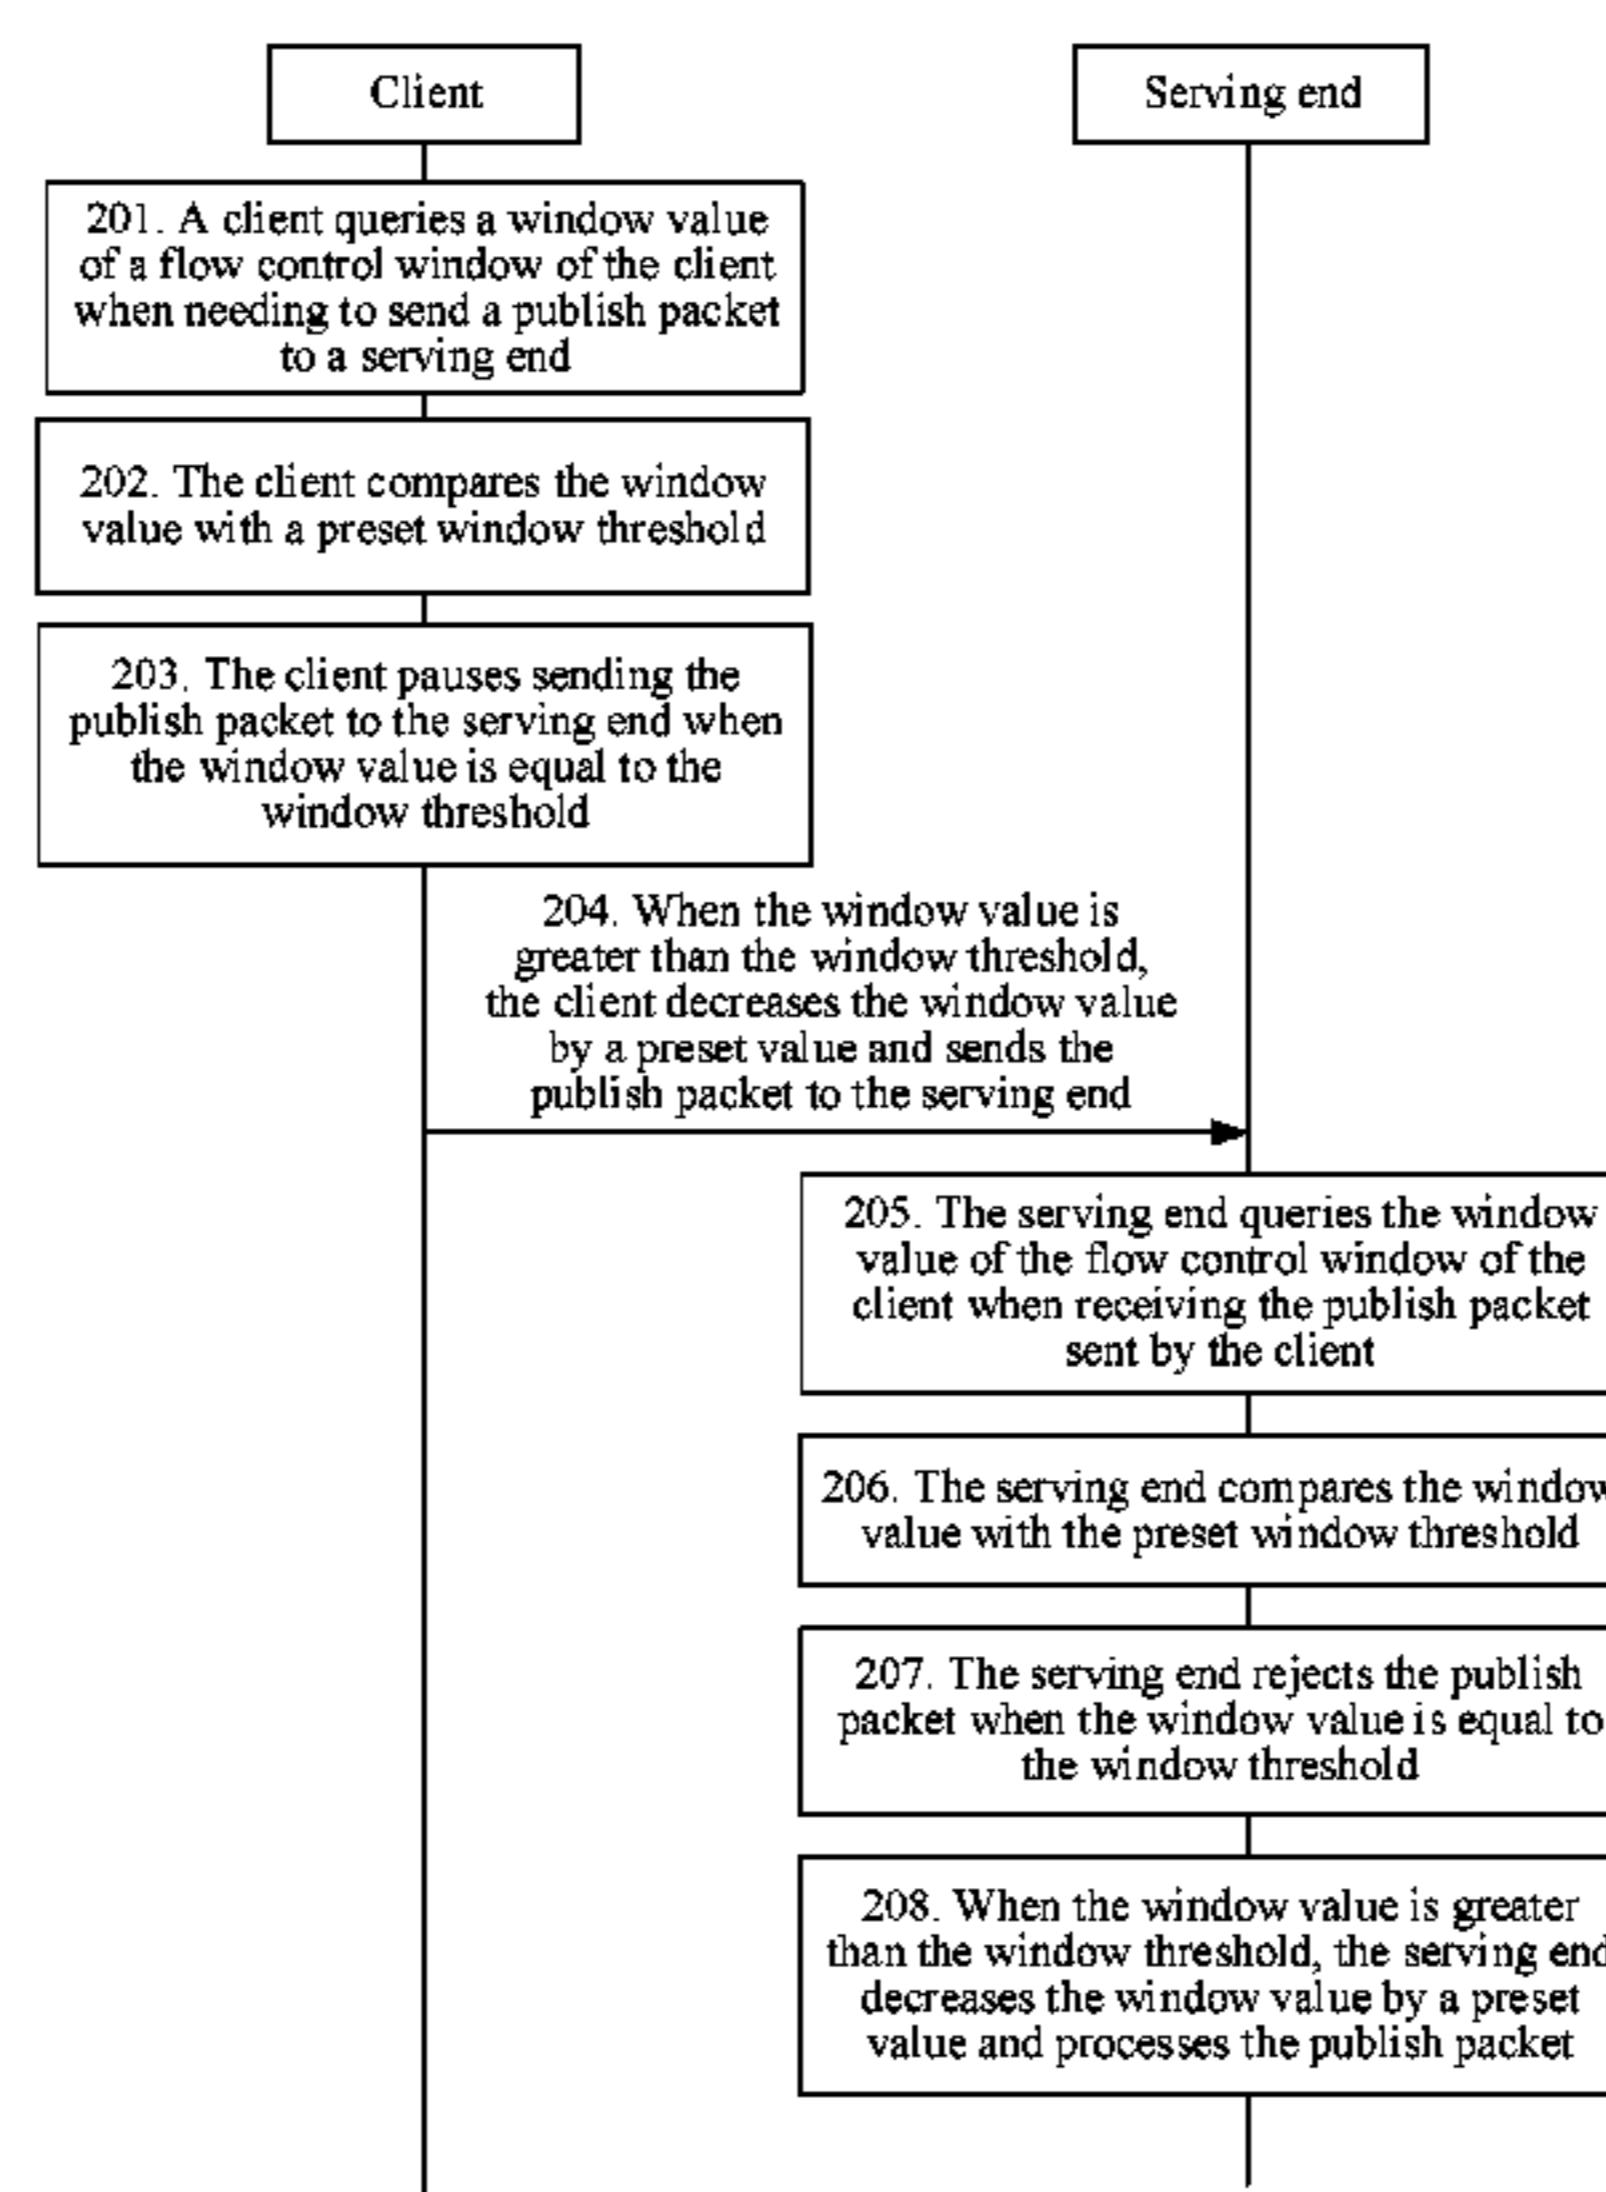 Client
Serving end
201. A client queries a window value
of a flow control window of the client
when needing to send a publish packet
to a serving end
202. The client compares the window
value with a preset window threshold
203. The client pauses sending the
publish packet to the serving end when
the window value is equal to the
window threshold
204. When the window value is
greater than the window threshold,
the client decreases the window value
by a preset value and sends the
publish packet to the serving end
205. The serving end queries the window
value of the flow control window of the
client when receiving the publish packet
sent by the client
206. The serving end compares the window
value with the preset window threshold
207. The serving end rejects the publish
packet when the window value is equal to
the window threshold
208. When the window value is greater
than the window threshold, the serving end
decreases the window value by a preset
value and processes the publish packet